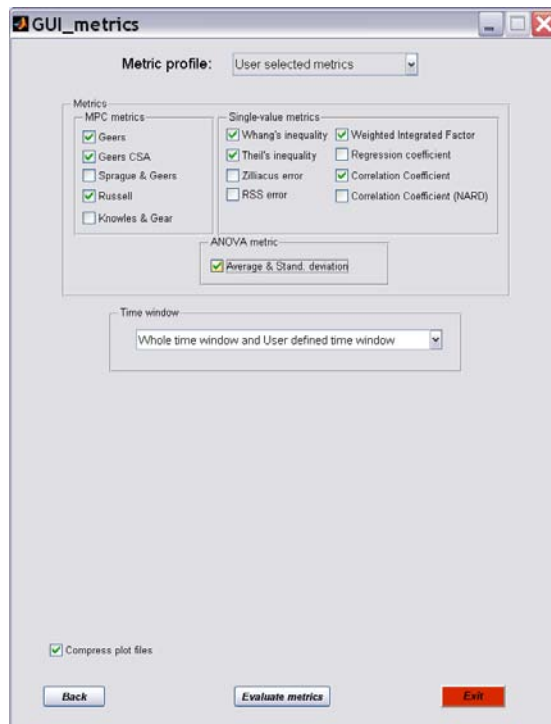 GUI_metrics
Metric profile: User selected metrics
Metrics
MPC metrics
Geers
Geers CSA
Sprague & Geers
Russell
Knowles & Gear
Single-value metrics
Whang's inequality Weighted Integrated Factor
Theil's inequality Regression coefficient
Zilliacus error Correlation Coefficient
RSS error Correlation Coefficient (NARD)
ANOVA metric
Average & Stand. deviation
Time window
Whole time window and User defined time window
Compress plot files
Back Evaluate metrics Exit